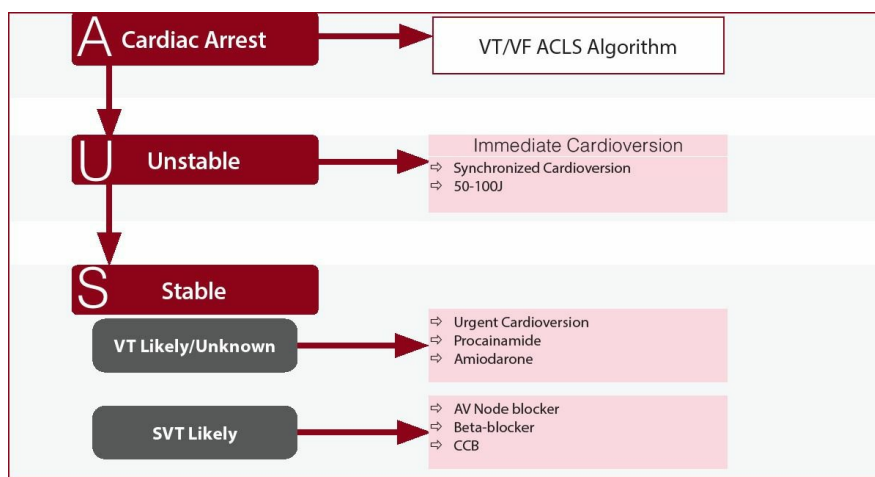 A Cardiac Arrest
VT/VF ACLS Algorithm
U Unstable
Immediate Cardioversion
⇨ Synchronized Cardioversion
⇨ 50-100J
S Stable
VT Likely/Unknown
⇨ Urgent Cardioversion
⇨ Procainamide
⇨ Amiodarone
SVT Likely
⇨ AV Node blocker
⇨ Beta-blocker
⇨ CCB